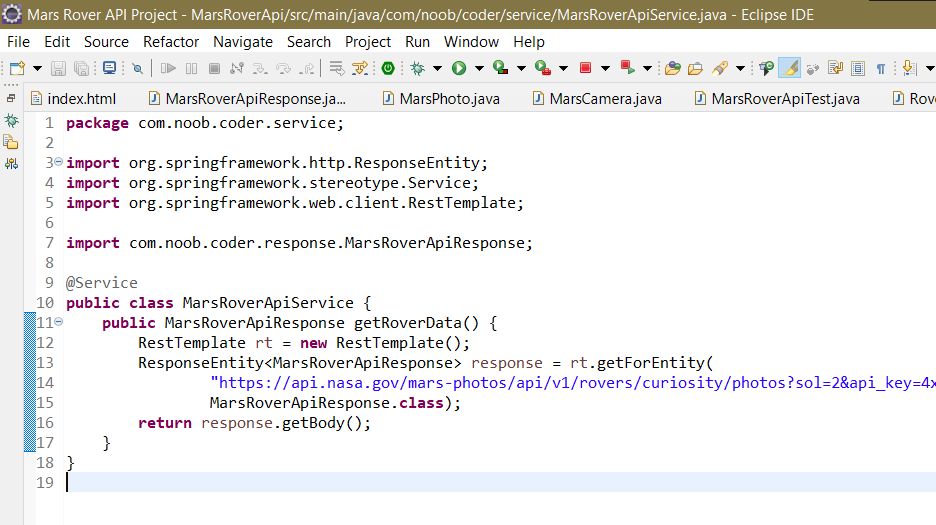 Mars Rover API Project - MarsRoverApi/src/main/java/com/noob/coder/service/MarsRoverApiService.java - Eclipse IDE
File Edit Source Refactor Navigate Search Project Run Window Help
index.html MarsRoverApiResponse.ja... MarsPhoto.java MarsCamera.java MarsRoverApiTest.java Rov
1 package com.noob.coder.service;
2
3 import org.springframework.http.ResponseEntity;
4 import org.springframework.stereotype.Service;
5 import org.springframework.web.client.RestTemplate;
6
7 import com.noob.coder.response.MarsRoverApiResponse;
8
9 @Service
10 public class MarsRoverApiService {
11 public MarsRoverApiResponse getRoverData() {
12 RestTemplate rt = new RestTemplate();
13 ResponseEntity<MarsRoverApiResponse> response = rt.getForEntity(
14 "https://api.nasa.gov/mars-photos/api/v1/rovers/curiosity/photos?sol=2&api_key=4x
15 MarsRoverApiResponse.class);
16 return response.getBody();
17 }
18 }
19